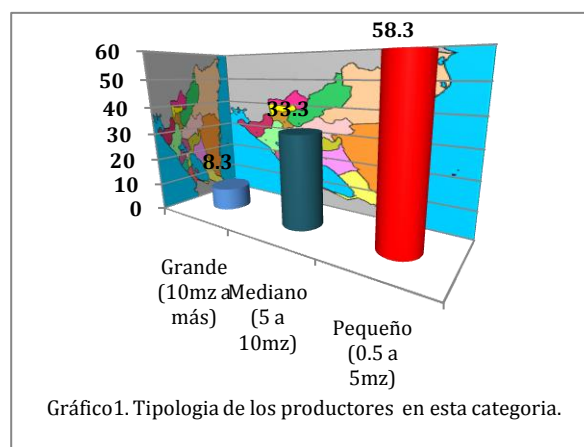 58.3
60
50
40
33.3
30
20
8.3
10
0
Grande
(10mz a
más)
Mediano
(5 a
10mz)
Pequeño
(0.5 a
5mz)
Gráfico1. Tipologia de los productores en esta categoria.